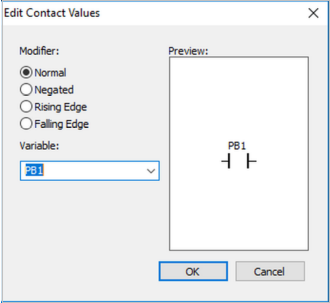 Edit Contact Values
Modifier:
Normal
Negated
Rising Edge
Falling Edge
Variable:
PB1
Preview:
PB1
OK
Cancel